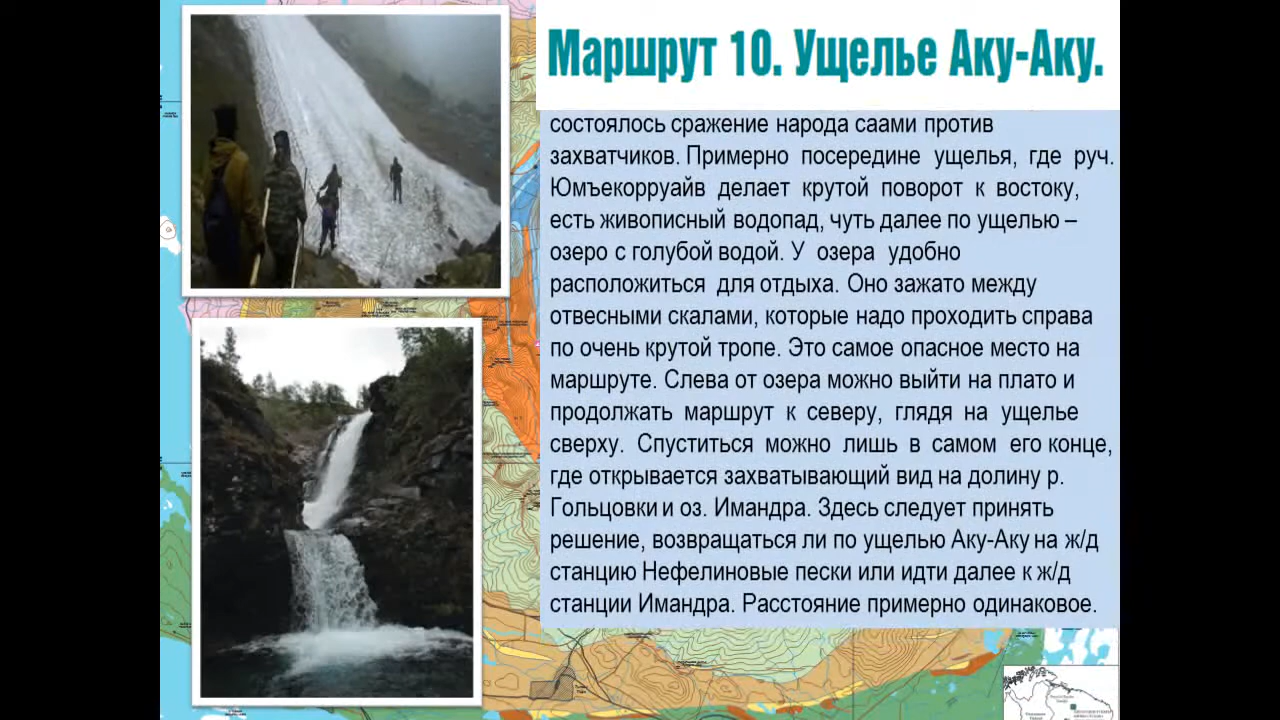 Маршрут 10. Ущелье Аку-Аку.
состоялось сражение народа саами против
захватчиков. Примерно посередине ущелья, где руч.
Юмъекорруайв делает крутой поворот к востоку,
есть живописный водопад, чуть далее по ущелью –
озеро с голубой водой. У озера удобно
расположиться для отдыха. Оно зажато между
отвесными скалами, которые надо проходить справа
по очень крутой тропе. Это самое опасное место на
маршруте. Слева от озера можно выйти на плато и
продолжать маршрут к северу, глядя на ущелье
сверху. Спуститься можно лишь в самом его конце,
где открывается захватывающий вид на долину р.
Гольцовки и оз. Имандра. Здесь следует принять
решение, возвращаться ли по ущелью Аку-Аку на ж/д
станцию Нефелиновые пески или идти далее к ж/д
станции Имандра. Расстояние примерно одинаковое.